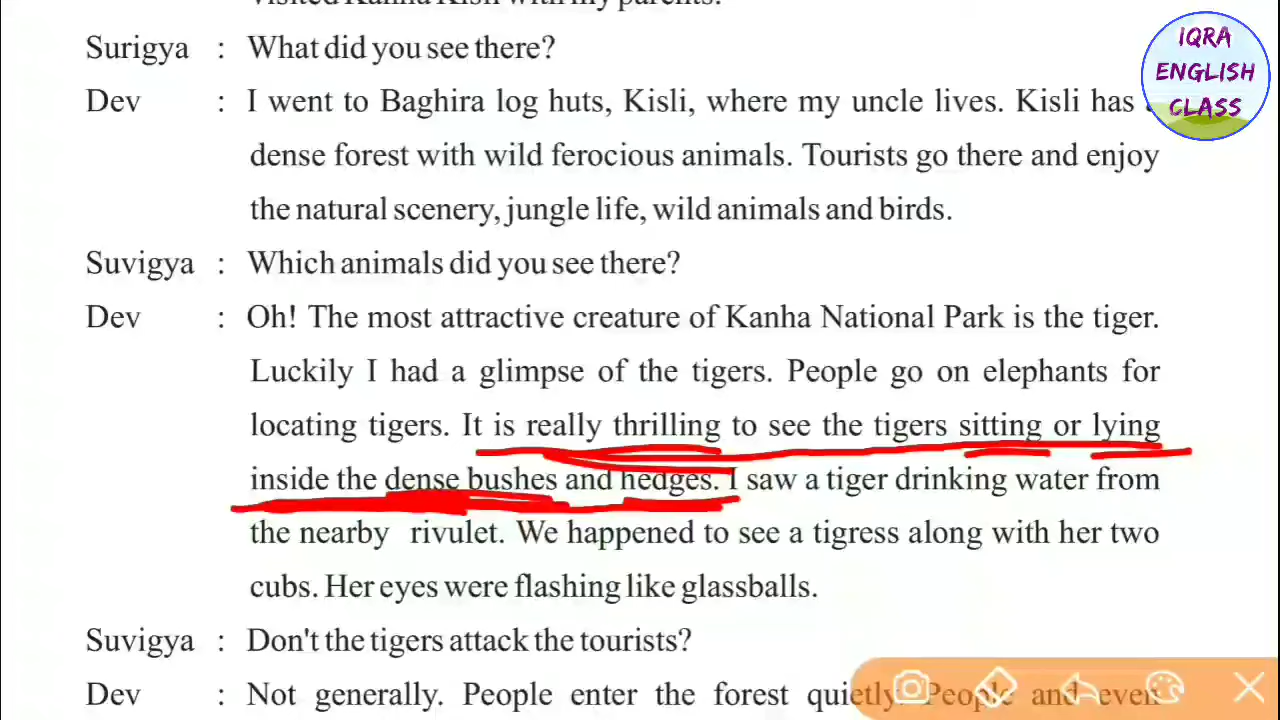 visited Kanha Kisli with my parents.
Surigya : What did you see there?
Dev : I went to Baghira log huts, Kisli, where my uncle lives. Kisli has
dense forest with wild ferocious animals. Tourists go there and enjoy
the natural scenery, jungle life, wild animals and birds.
Suvigya : Which animals did you see there?
Dev : Oh! The most attractive creature of Kanha National Park is the tiger.
Luckily I had a glimpse of the tigers. People go on elephants for
locating tigers. It is really thrilling to see the tigers sitting or lying
inside the dense bushes and hedges. I saw a tiger drinking water from
the nearby rivulet. We happened to see a tigress along with her two
cubs. Her eyes were flashing like glassballs.
Suvigya : Don't the tigers attack the tourists?
Dev : Not generally. People enter the forest quietly. People and even
IQRA
ENGLISH
CLASS